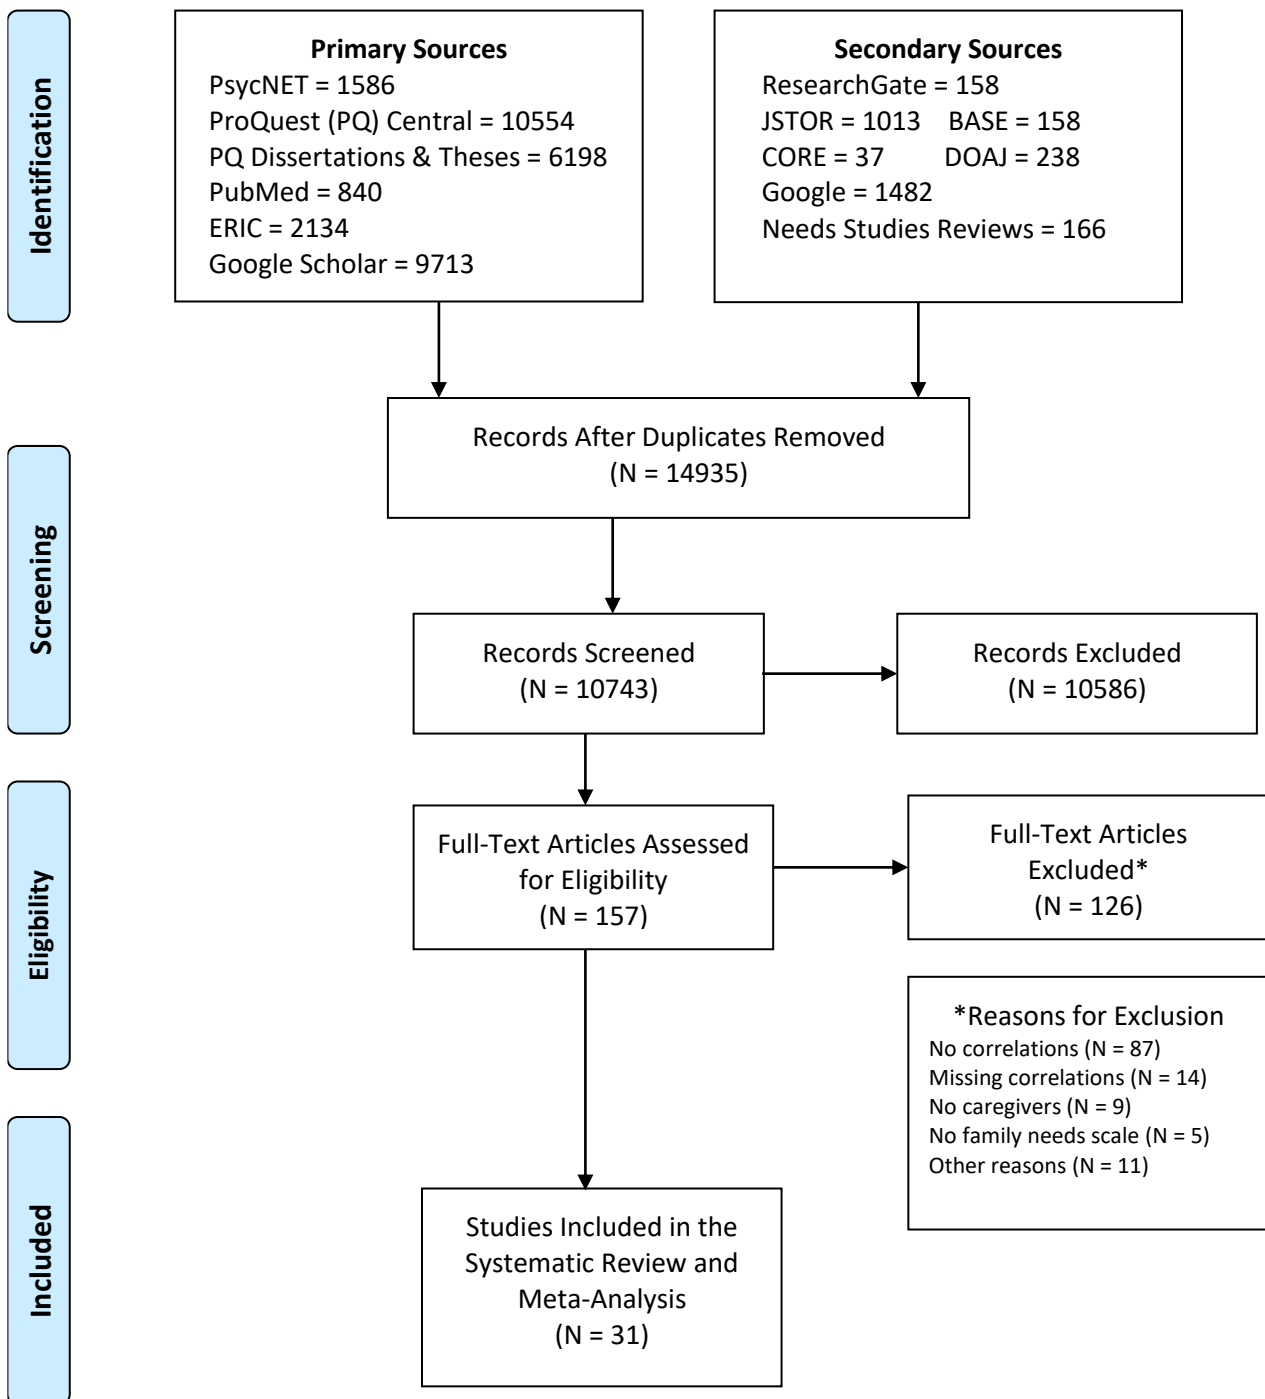 Identification
Primary Sources
PsycNET = 1586
ProQuest (PQ) Central = 10554
PQ Dissertations & Theses = 6198
PubMed = 840
ERIC = 2134
Google Scholar = 9713
Secondary Sources
ResearchGate = 158
JSTOR = 1013 BASE = 158
CORE = 37 DOAJ = 238
Google = 1482
Needs Studies Reviews = 166
Records After Duplicates Removed
(N = 14935)
Screening
Records Screened
(N = 10743)
Records Excluded
(N = 10586)
Eligibility
Full-Text Articles Assessed
for Eligibility
(N = 157)
Full-Text Articles
Excluded*
(N = 126)
*Reasons for Exclusion
No correlations (N = 87)
Missing correlations (N = 14)
No caregivers (N = 9)
No family needs scale (N = 5)
Other reasons (N = 11)
Included
Studies Included in the
Systematic Review and
Meta-Analysis
(N = 31)